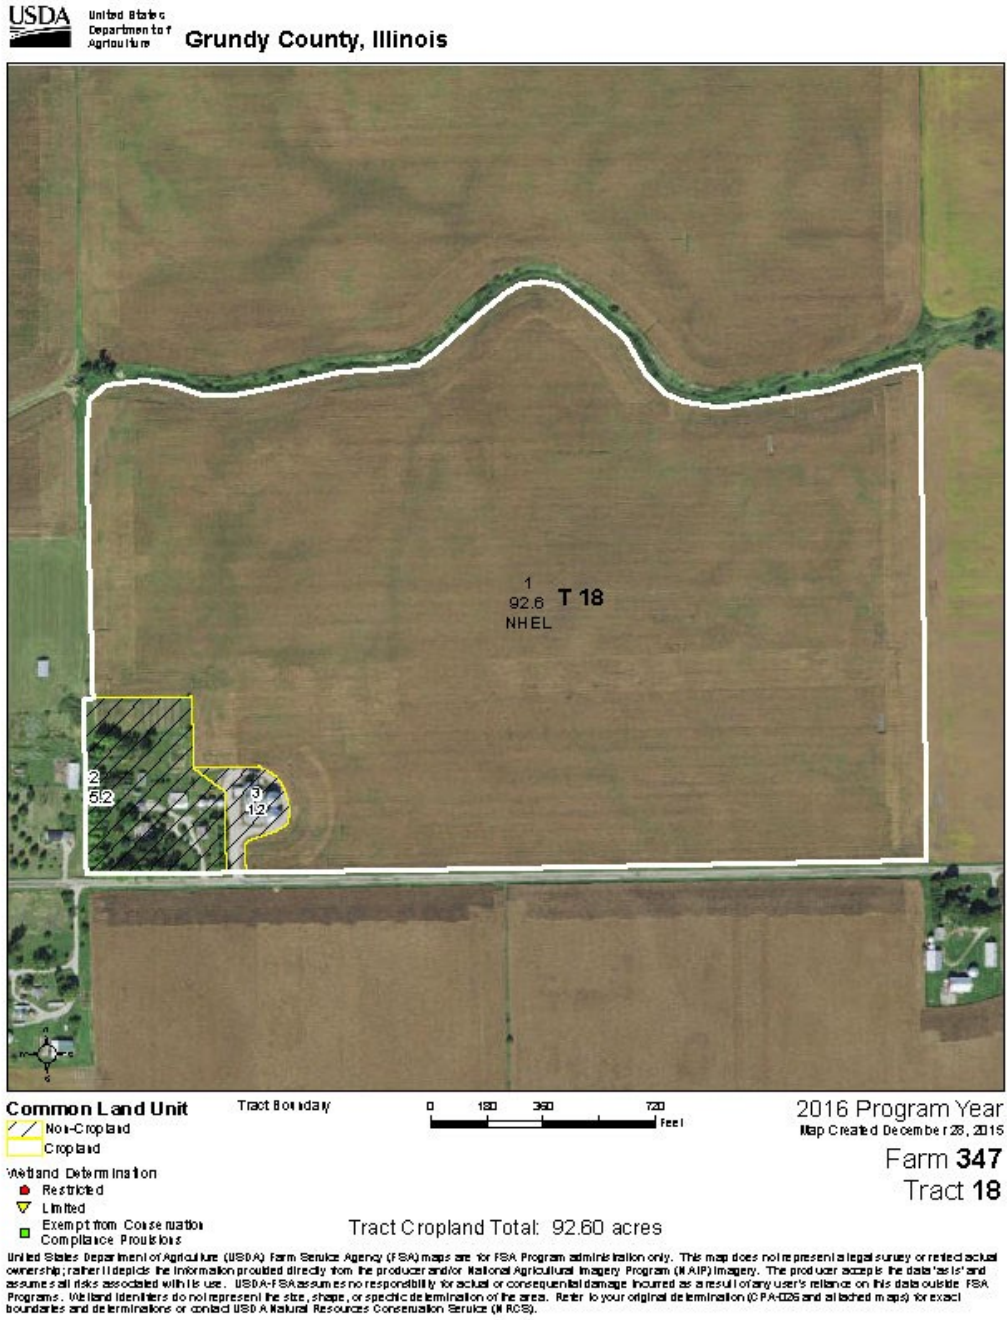 USDA
United States
Department of
Agriculture
Grundy County, Illinois
1
92.6
NHEL
T 18
2
5.2
3
1.2
Common Land Unit
Non-Cropland
Cropland
Tract Boundary
0 180 360 720
Feet
2016 Program Year
Map Created December 28, 2015
Farm 347
Tract 18
Wetland Determination
Restricted
Limited
Exempt from Conservation
Compliance Provisions
Tract Cropland Total: 92.60 acres
United States Department of Agriculture (USDA) Farm Service Agency (FSA) maps are for FSA Program administration only. This map does not represent a legal survey or reflect actual
ownership; rather it depicts the information provided directly from the producer and/or National Agricultural Imagery Program (NAIP) imagery. The producer accepts the data 'as is' and
assumes all risks associated with its use. USDA-FSA assumes no responsibility for actual or consequential damage incurred as a result of any user's reliance on this data outside FSA
Programs. Wetland identifiers do not represent the size, shape, or specific determination of the area. Refer to your original determination (CPA-026 and attached maps) for exact
boundaries and determinations or contact USDA Natural Resources Conservation Service (NRCS).